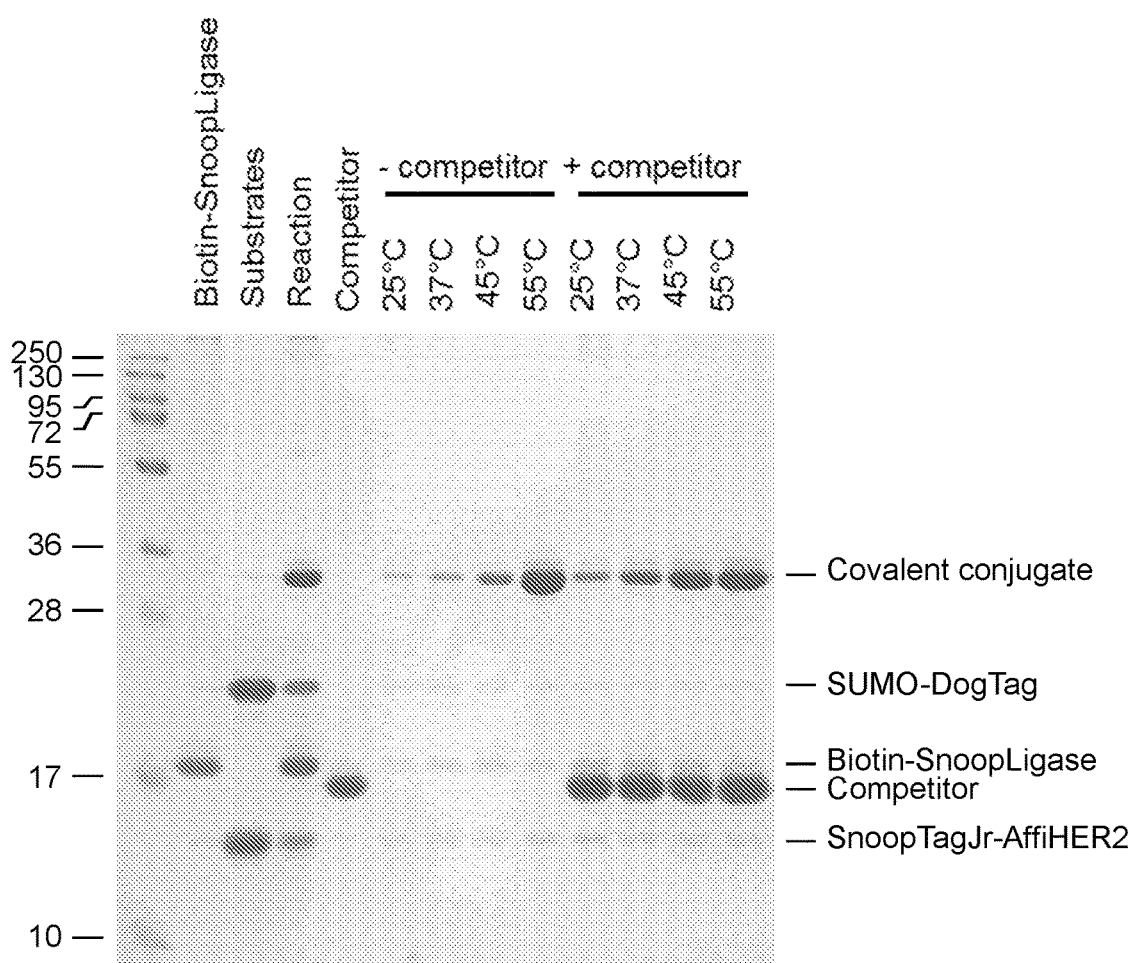 Biotin-SnoopLigase
Substrates
Reaction
Competitor
- competitor
+ competitor
25°C
37°C
45°C
55°C
25°C
37°C
45°C
55°C
250
130
95
72
55
36
28
17
10
Covalent conjugate
SUMO-DogTag
Biotin-SnoopLigase
Competitor
SnoopTagJr-AffiHER2